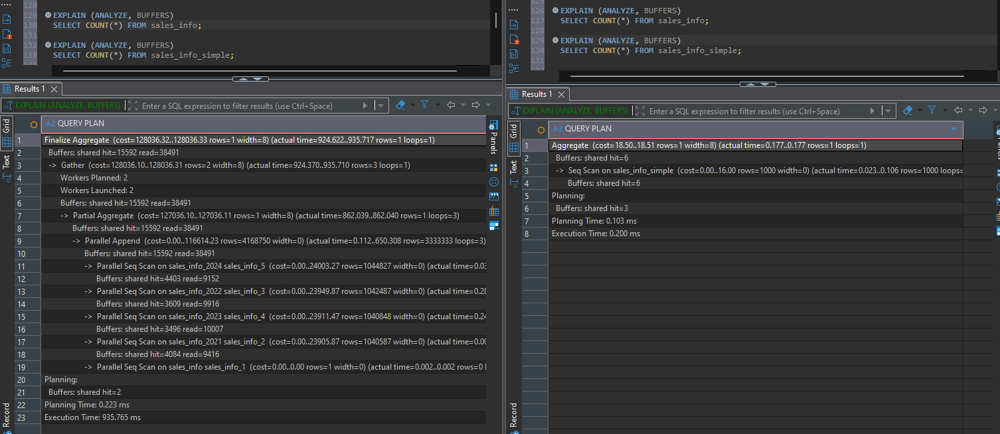 128
129 EXPLAIN (ANALYZE, BUFFERS)
130 SELECT COUNT(*) FROM sales_info;
131
132 EXPLAIN (ANALYZE, BUFFERS)
133 SELECT COUNT(*) FROM sales_info_simple;
Results 1
EXPLAIN (ANALYZE, BUFFERS) Enter a SQL expression to filter results (use Ctrl+Space)
Grid
Text
Record
Panels
A-Z QUERY PLAN
1 Finalize Aggregate (cost=128036.32..128036.33 rows=1 width=8) (actual time=924.622..935.717 rows=1 loops=1)
2 Buffers: shared hit=15592 read=38491
3 -> Gather (cost=128036.10..128036.31 rows=2 width=8) (actual time=924.370..935.710 rows=3 loops=1)
4 Workers Planned: 2
5 Workers Launched: 2
6 Buffers: shared hit=15592 read=38491
7 -> Partial Aggregate (cost=127036.10..127036.11 rows=1 width=8) (actual time=862.039..862.040 rows=1 loops=3)
8 Buffers: shared hit=15592 read=38491
9 -> Parallel Append (cost=0.00..116614.23 rows=4168750 width=0) (actual time=0.112..650.308 rows=3333333 loops=3)
10 Buffers: shared hit=15592 read=38491
11 -> Parallel Seq Scan on sales_info_2024 sales_info_5 (cost=0.00..24003.27 rows=1044827 width=0) (actual time=0.03
12 Buffers: shared hit=4403 read=9152
13 -> Parallel Seq Scan on sales_info_2022 sales_info_3 (cost=0.00..23949.87 rows=1042487 width=0) (actual time=0.28
14 Buffers: shared hit=3609 read=9916
15 -> Parallel Seq Scan on sales_info_2023 sales_info_4 (cost=0.00..23911.47 rows=1040848 width=0) (actual time=0.24
16 Buffers: shared hit=3496 read=10007
17 -> Parallel Seq Scan on sales_info_2021 sales_info_2 (cost=0.00..23905.87 rows=1040587 width=0) (actual time=0.00
18 Buffers: shared hit=4084 read=9416
19 -> Parallel Seq Scan on sales_info sales_info_1 (cost=0.00..0.00 rows=1 width=0) (actual time=0.002..0.002 rows=0 l
20 Planning:
21 Buffers: shared hit=2
22 Planning Time: 0.223 ms
23 Execution Time: 935.765 ms
126 EXPLAIN (ANALYZE, BUFFERS)
127 SELECT COUNT(*) FROM sales_info;
128
129 EXPLAIN (ANALYZE, BUFFERS)
130 SELECT COUNT(*) FROM sales_info_simple;
131
Results 1
EXPLAIN (ANALYZE, BUFFERS) Enter a SQL expression to filter results (use Ctrl+Space)
Grid
Text
Record
A-Z QUERY PLAN
1 Aggregate (cost=18.50..18.51 rows=1 width=8) (actual time=0.177..0.177 rows=1 loops=1)
2 Buffers: shared hit=6
3 -> Seq Scan on sales_info_simple (cost=0.00..16.00 rows=1000 width=0) (actual time=0.023..0.106 rows=1000 loops=
4 Buffers: shared hit=6
5 Planning:
6 Buffers: shared hit=3
7 Planning Time: 0.103 ms
8 Execution Time: 0.200 ms